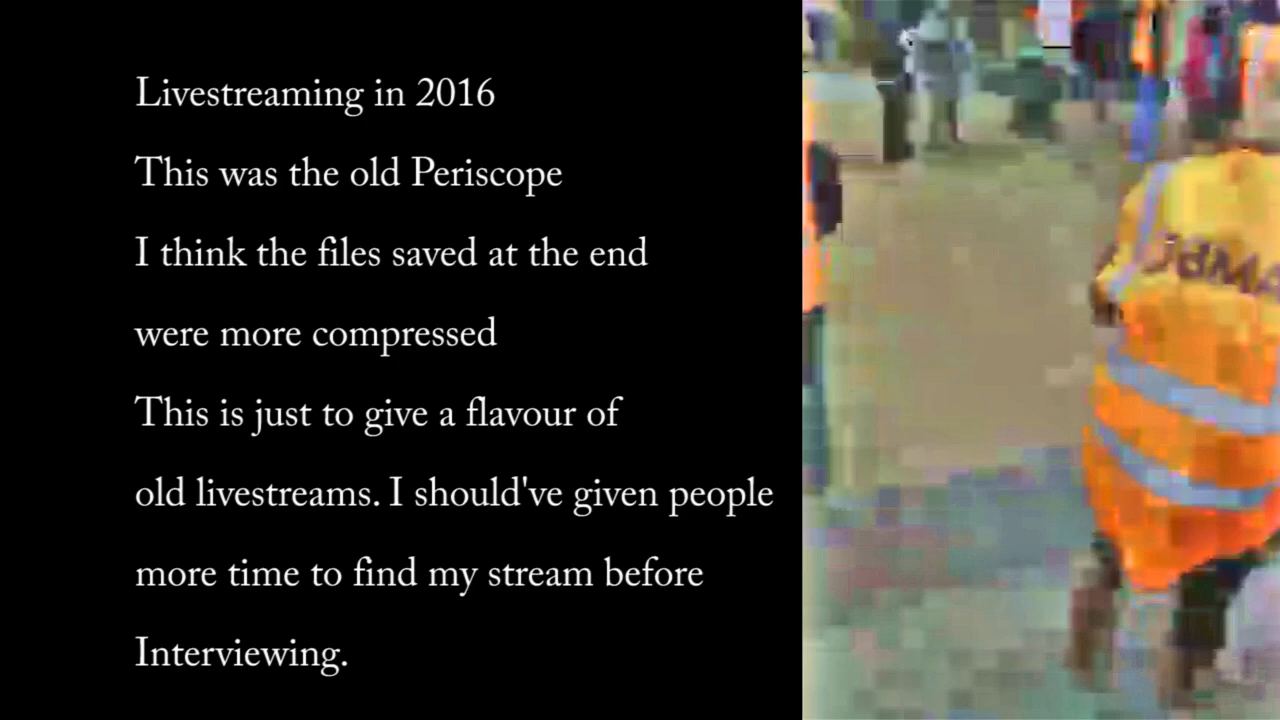 Livestreaming in 2016
This was the old Periscope
I think the files saved at the end
were more compressed
This is just to give a flavour of
old livestreams. I should've given people
more time to find my stream before
Interviewing.